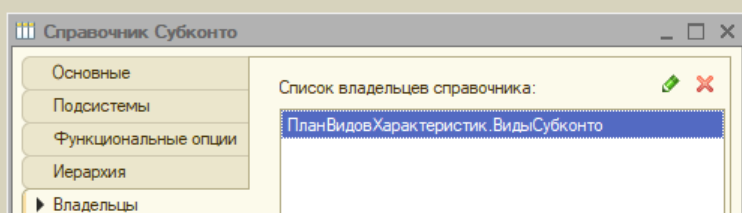 Справочник Субконто
Основные
Подсистемы
Функциональные опции
Иерархия
Владельцы
Список владельцев справочника:
ПланВидовХарактеристик.ВидыСубконто